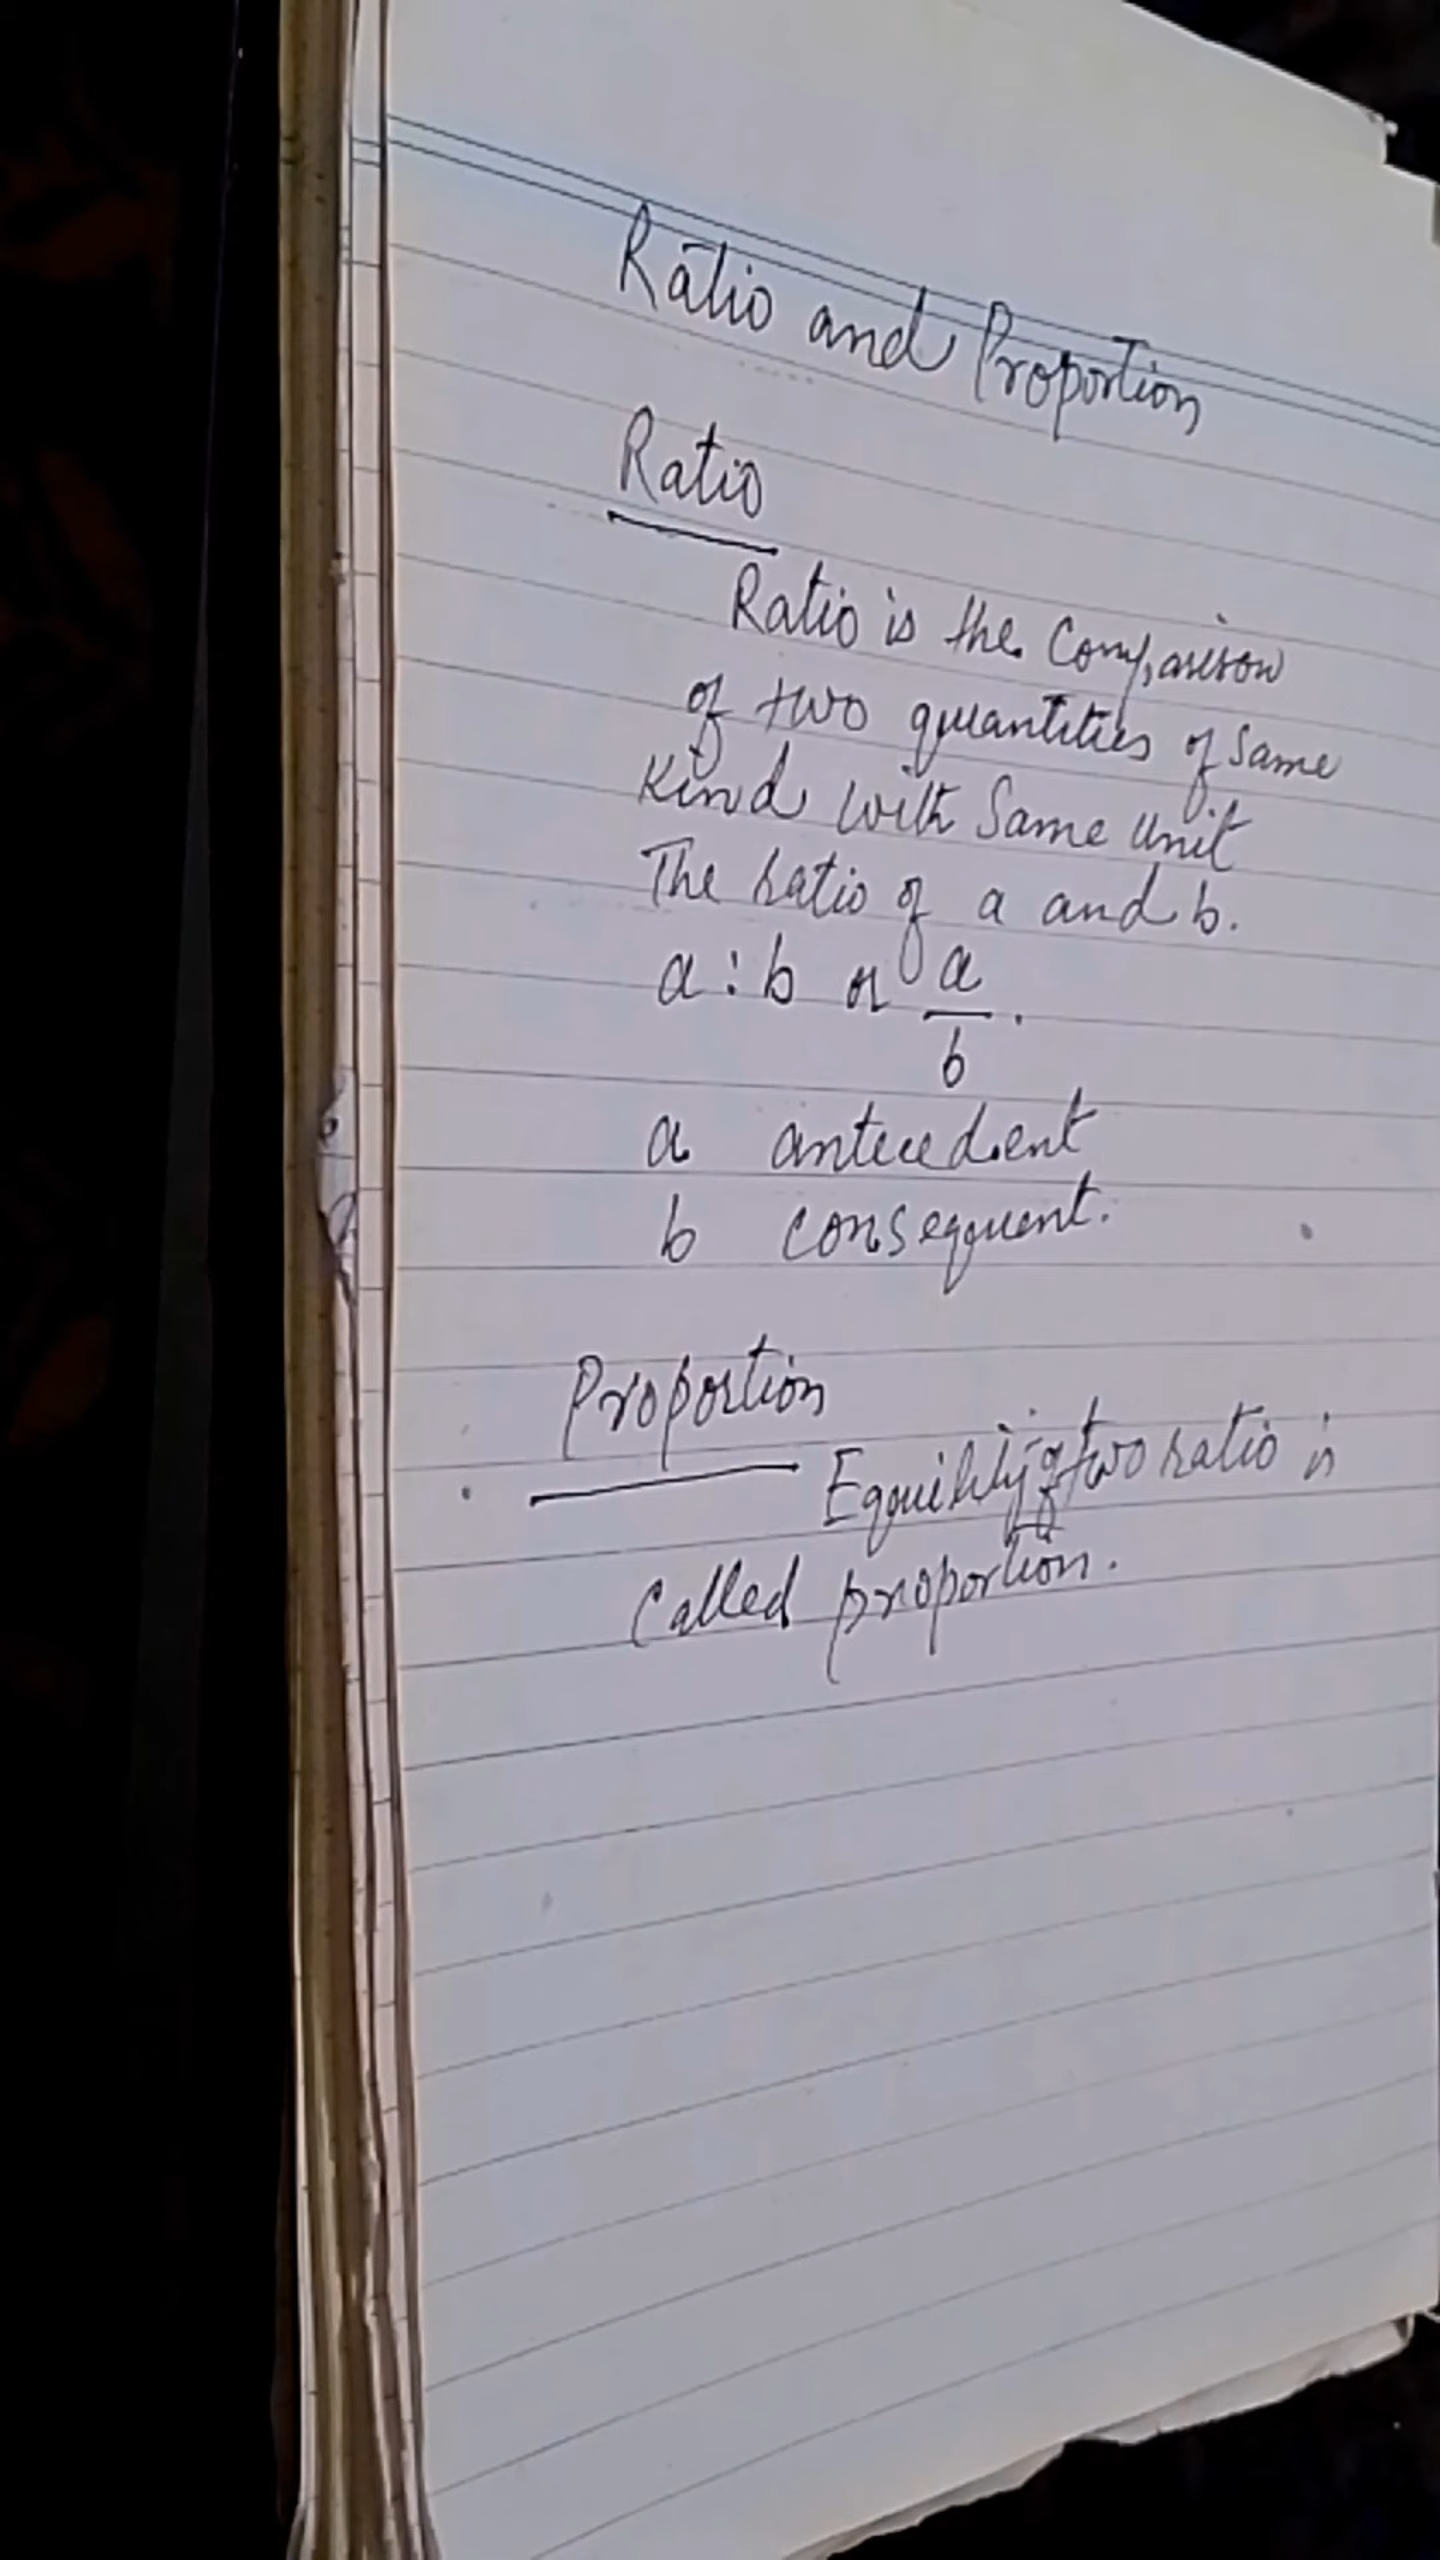 Ratio and Proportion
Ratio
Ratio is the Comparison
of two quantities of same
kind with Same unit
The ratio of a and b.
a : b or a/b.
a antecedent
b consequent.
Proportion
Equility of two ratio is
called proportion.